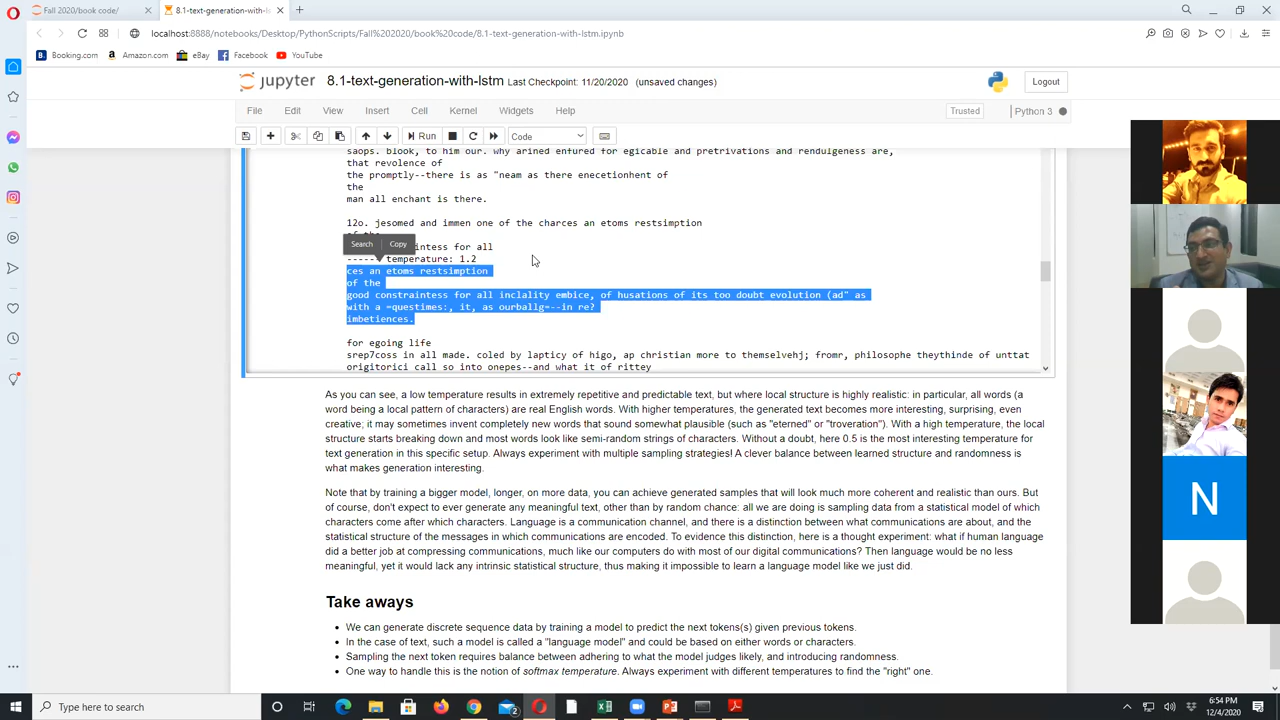 Fall 2020/book code/
8.1-text-generation-with-ls
localhost:8888/notebooks/Desktop/PythonScripts/Fall%202020/book%20code/8.1-text-generation-with-lstm.ipynb
Booking.com
Amazon.com
eBay
Facebook
YouTube
jupyter
8.1-text-generation-with-lstm
Last Checkpoint: 11/20/2020
(unsaved changes)
Logout
File
Edit
View
Insert
Cell
Kernel
Widgets
Help
Trusted
Python 3
Run
Code
saops. blook, to him our. why arined enfured for egicable and pretrivations and rendulgeness are,
that revolence of
the promptly--there is as "neam as there enecetionhent of
the
man all enchant is there.
12o. jesomed and immen one of the charces an etoms restsimption
of the
Search
Copy
intess for all
------ temperature: 1.2
ces an etoms restsimption
of the
good constraintess for all inclality embice, of husations of its too doubt evolution (ad" as
with a =questimes:, it, as ourballg=--in re?
imbetiences.
for egoing life
srep7coss in all made. coled by lapticy of higo, ap christian more to themselvehj; fromr, philosophe theythinde of unttat
origitorici call so into onepes--and what it of rittey
As you can see, a low temperature results in extremely repetitive and predictable text, but where local structure is highly realistic: in particular, all words (a
word being a local pattern of characters) are real English words. With higher temperatures, the generated text becomes more interesting, surprising, even
creative; it may sometimes invent completely new words that sound somewhat plausible (such as "eterned" or "troveration"). With a high temperature, the local
structure starts breaking down and most words look like semi-random strings of characters. Without a doubt, here 0.5 is the most interesting temperature for
text generation in this specific setup. Always experiment with multiple sampling strategies! A clever balance between learned structure and randomness is
what makes generation interesting.
Note that by training a bigger model, longer, on more data, you can achieve generated samples that will look much more coherent and realistic than ours. But
of course, don't expect to ever generate any meaningful text, other than by random chance: all we are doing is sampling data from a statistical model of which
characters come after which characters. Language is a communication channel, and there is a distinction between what communications are about, and the
statistical structure of the messages in which communications are encoded. To evidence this distinction, here is a thought experiment: what if human language
did a better job at compressing communications, much like our computers do with most of our digital communications? Then language would be no less
meaningful, yet it would lack any intrinsic statistical structure, thus making it impossible to learn a language model like we just did.
Take aways
We can generate discrete sequence data by training a model to predict the next tokens(s) given previous tokens.
In the case of text, such a model is called a "language model" and could be based on either words or characters.
Sampling the next token requires balance between adhering to what the model judges likely, and introducing randomness.
One way to handle this is the notion of softmax temperature. Always experiment with different temperatures to find the "right" one.
N
Type here to search
2
6:54 PM
12/4/2020
7